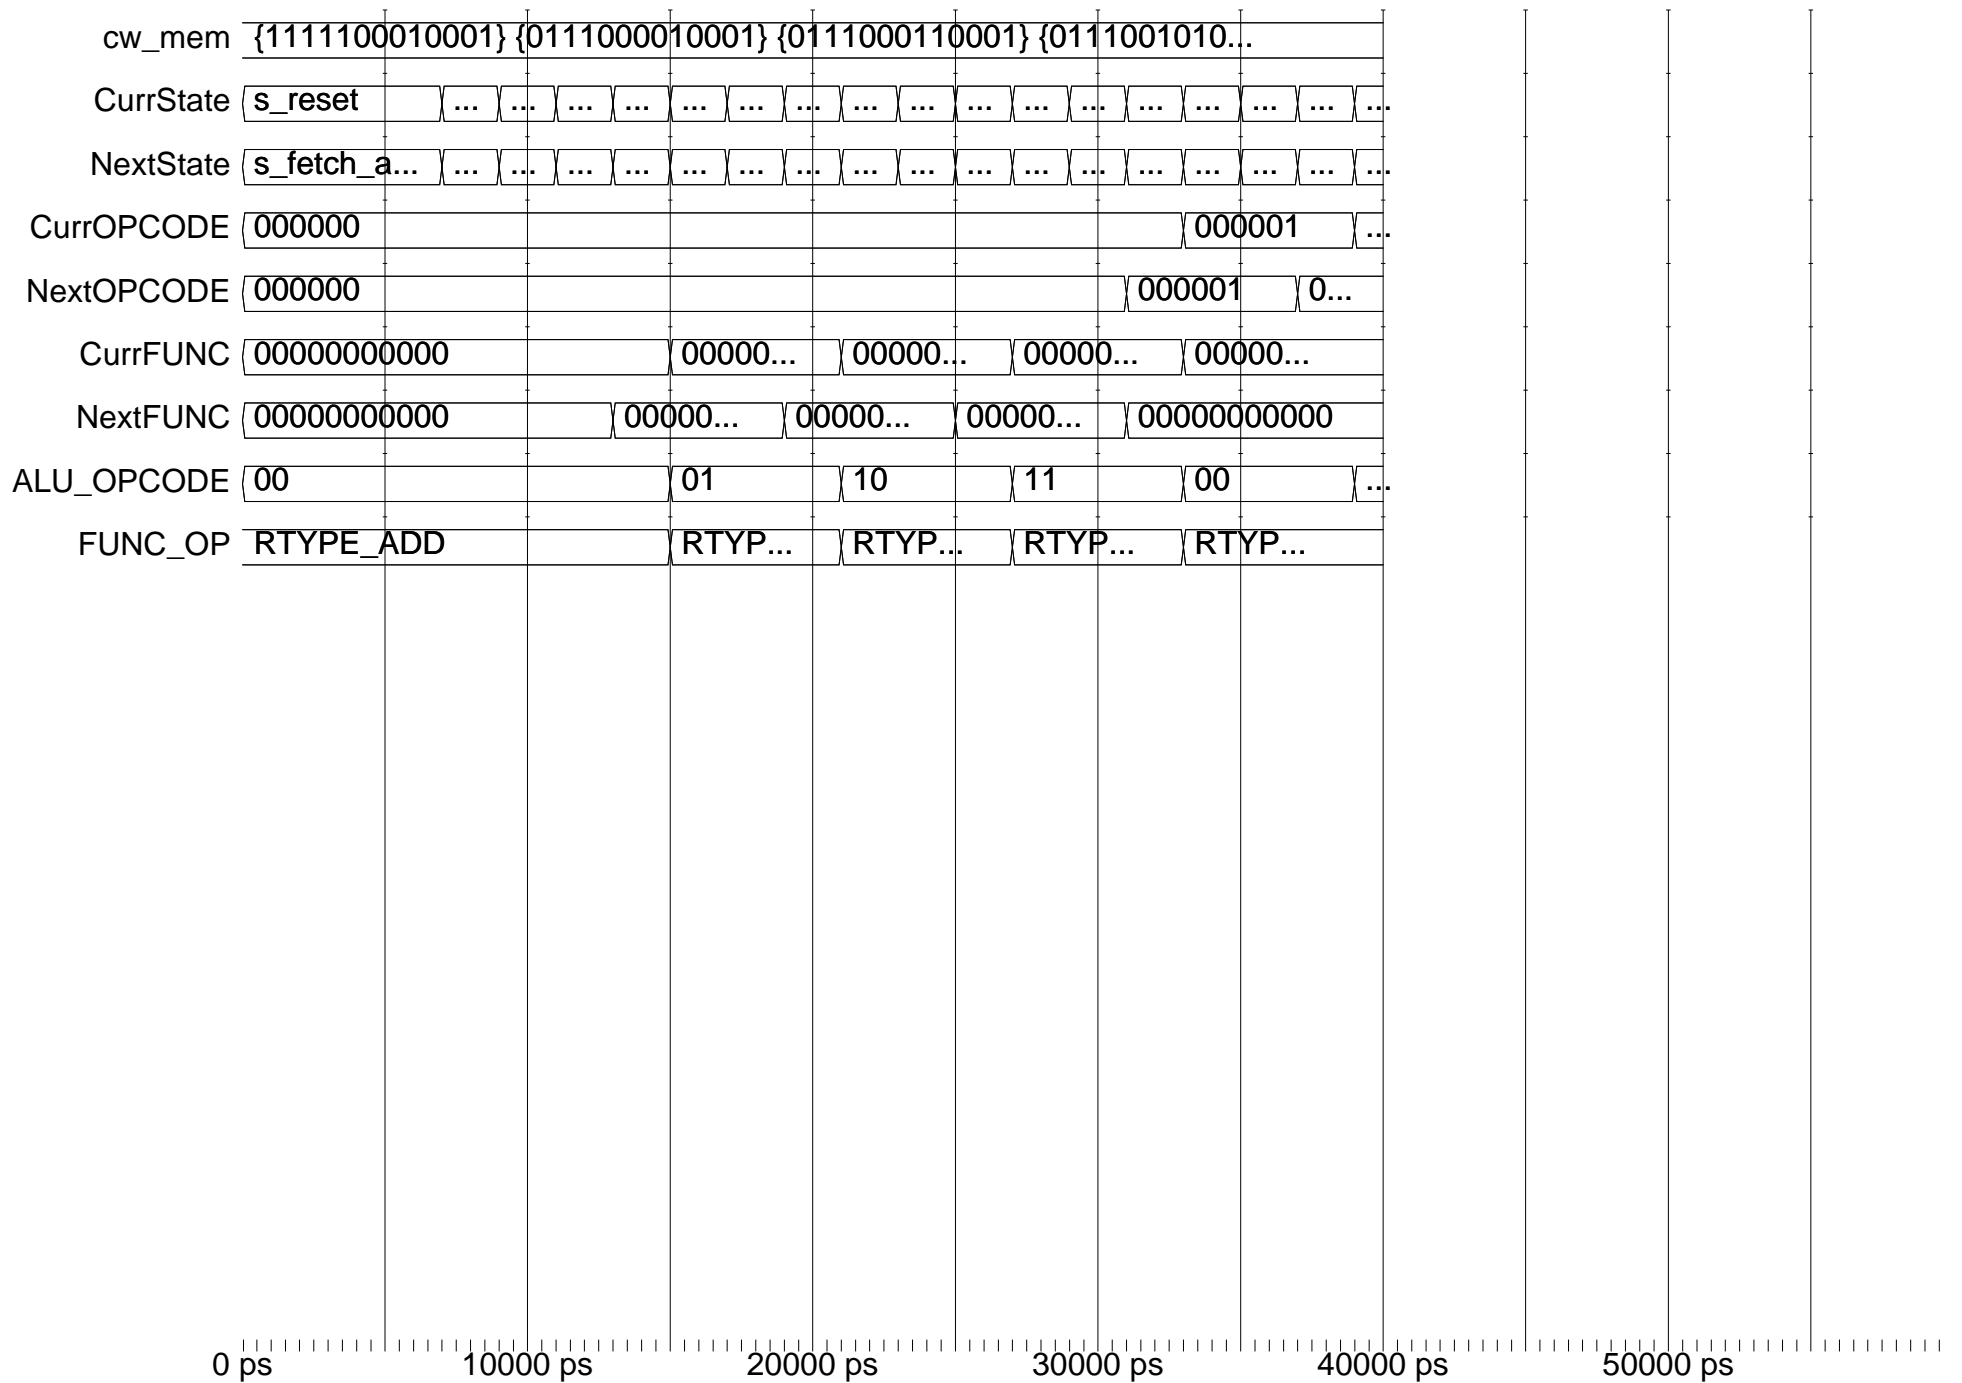 cw_mem {1111100010001} {0111000010001} {0111000110001} {0111001010...
CurrState s_reset ... ... ... ... ... ... ... ... ... ... ... ... ... ... ... ... ...
NextState s_fetch_a... ... ... ... ... ... ... ... ... ... ... ... ... ... ... ... ... ...
CurrOPCODE 000000 000001 ...
NextOPCODE 000000 000001 0...
CurrFUNC 00000000000 00000... 00000... 00000... 00000...
NextFUNC 00000000000 00000... 00000... 00000... 00000000000
ALU_OPCODE 00 01 10 11 00 ...
FUNC_OP RTYPE_ADD RTYP... RTYP... RTYP... RTYP...
0 ps 10000 ps 20000 ps 30000 ps 40000 ps 50000 ps